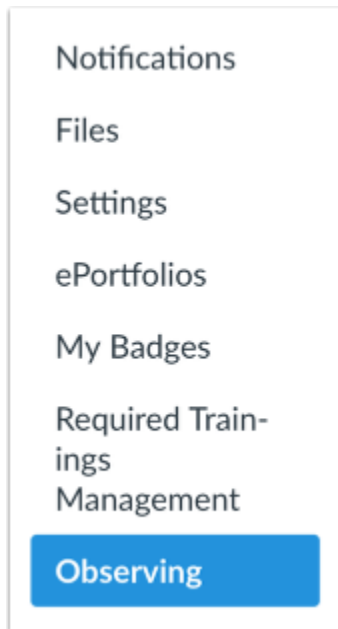 Notifications
Files
Settings
ePortfolios
My Badges
Required Train-
ings
Management
Observing